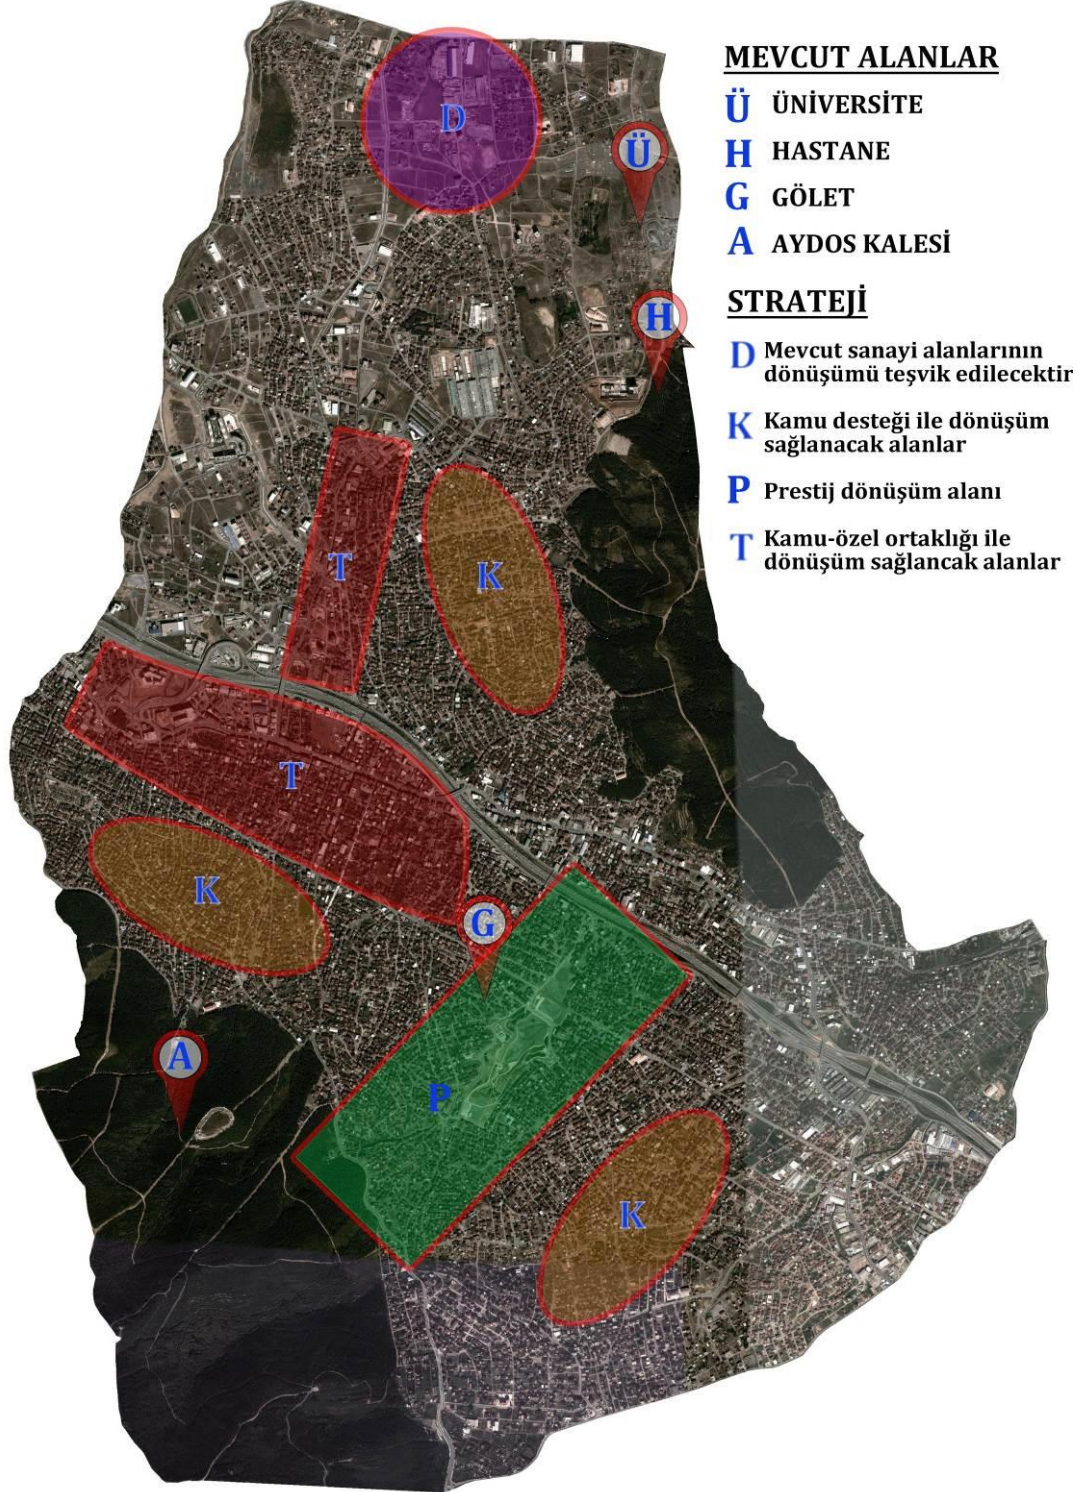 MEVCUT ALANLAR
Ü ÜNİVERSİTE
H HASTANE
G GÖLET
A AYDOS KALESİ
STRATEJİ
D Mevcut sanayi alanlarının
dönüşümü teşvik edilecektir
K Kamu desteği ile dönüşüm
sağlanacak alanlar
P Prestij dönüşüm alanı
T Kamu-özel ortaklığı ile
dönüşüm sağlancak alanlar
D
Ü
H
T
K
T
K
G
A
P
K